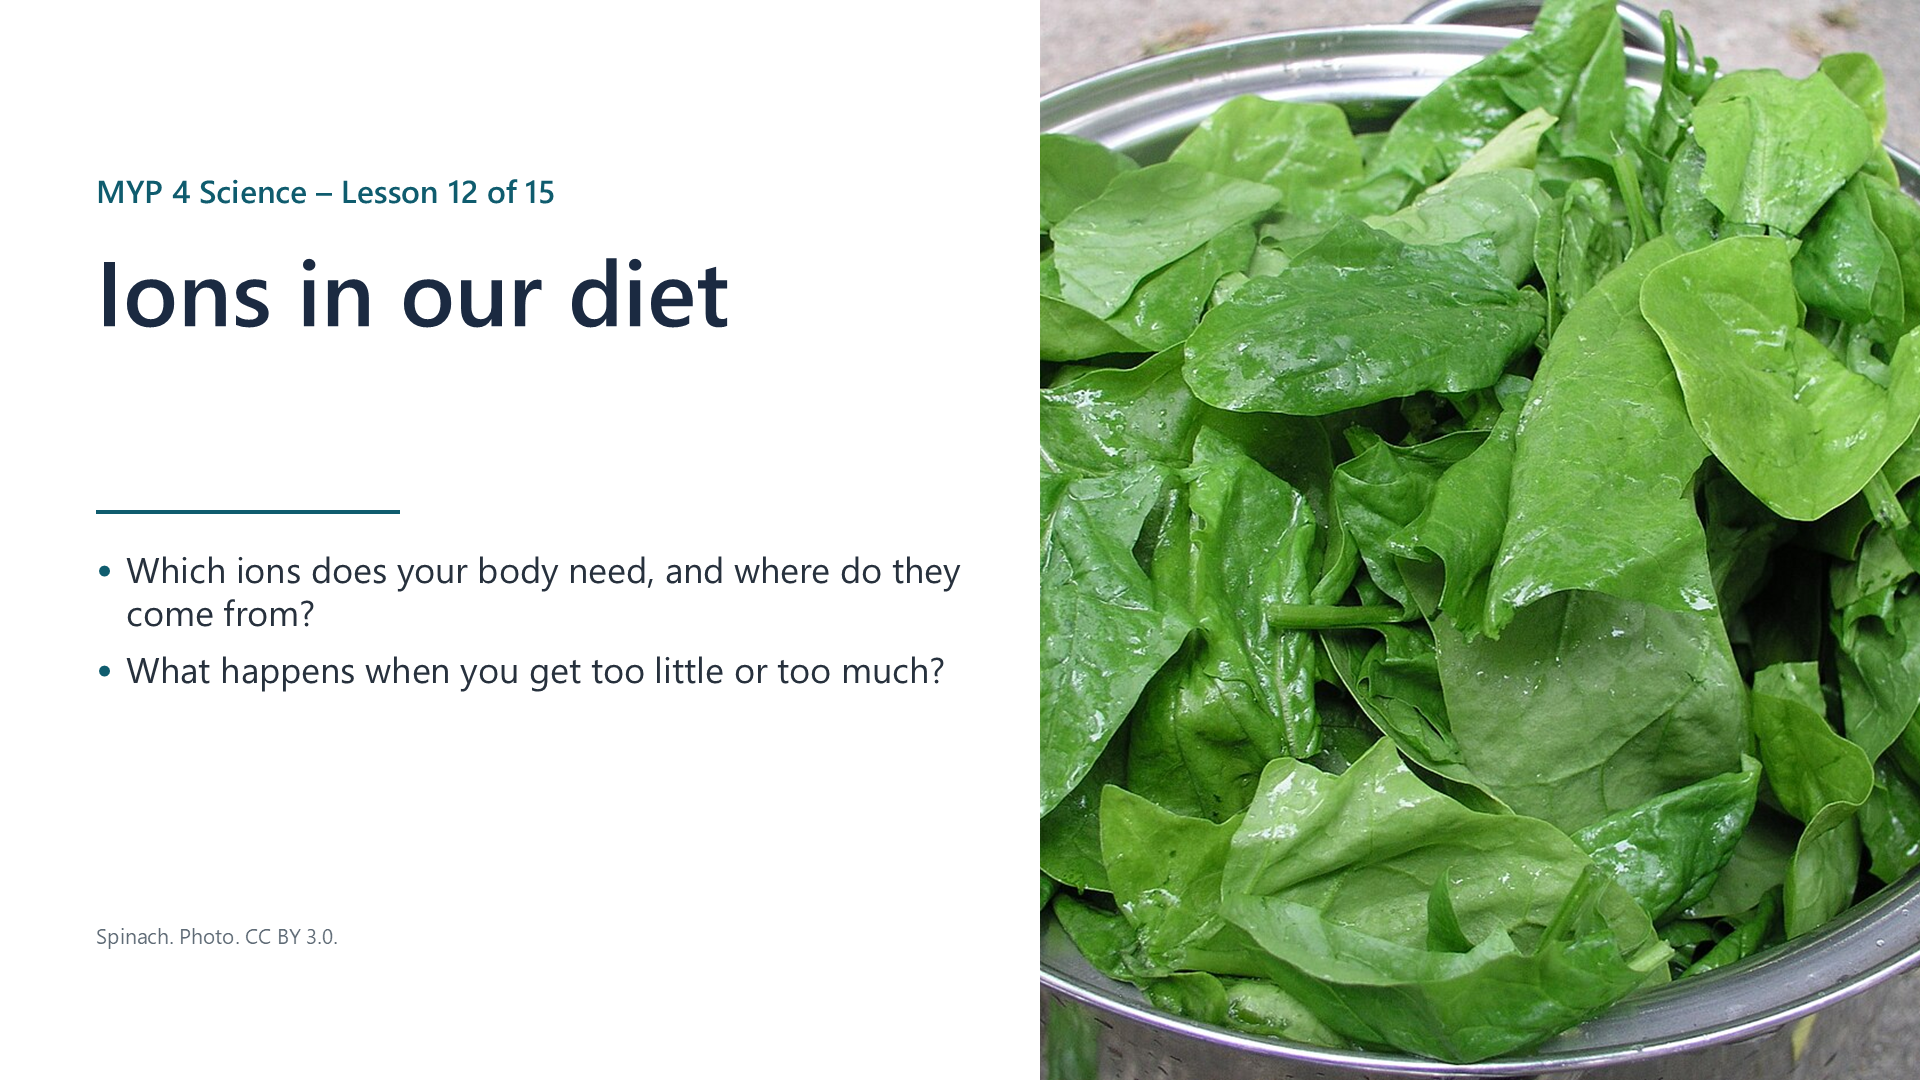 MYP 4 Science – Lesson 12 of 15
Ions in our diet
• Which ions does your body need, and where do they
come from?
• What happens when you get too little or too much?
Spinach. Photo. CC BY 3.0.